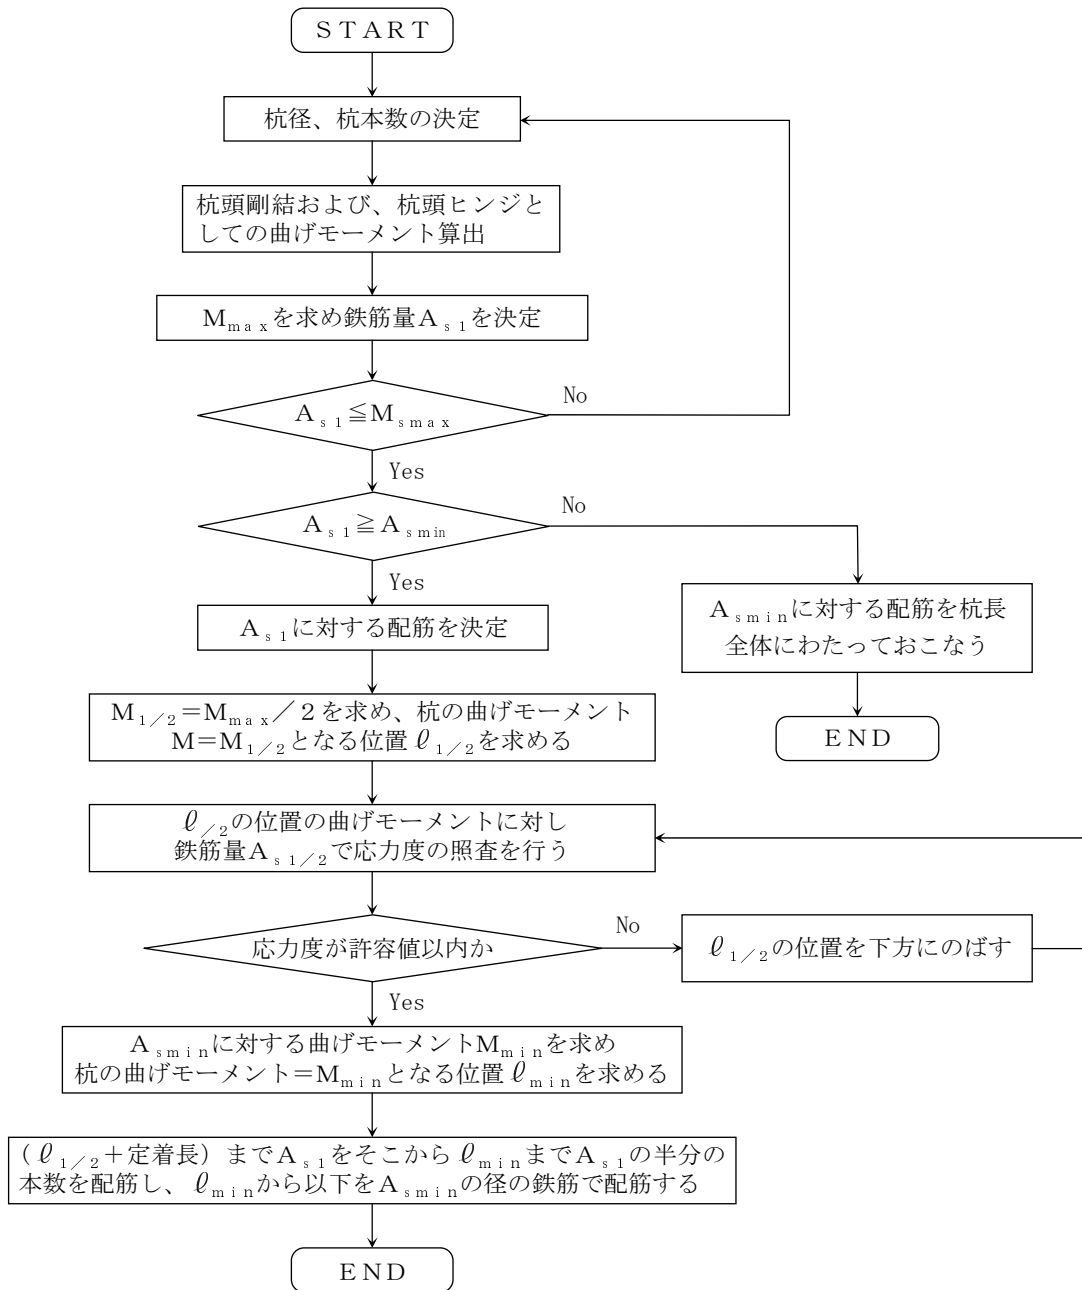 START
杭径、杭本数の決定
杭頭剛結および、杭頭ヒンジと
しての曲げモーメント算出
Mmaxを求め鉄筋量As1を決定
As1≦Msmax
No
Yes
As1≧Asmin
No
Yes
As1に対する配筋を決定
Asminに対する配筋を杭長
全体にわたっておこなう
END
M1/2=Mmax/2を求め、杭の曲げモーメント
M=M1/2となる位置ℓ1/2を求める
ℓ/2の位置の曲げモーメントに対し
鉄筋量As1/2で応力度の照査を行う
応力度が許容値以内か
No
ℓ1/2の位置を下方にのばす
Yes
Asminに対する曲げモーメントMminを求め
杭の曲げモーメント=Mminとなる位置ℓminを求める
(ℓ1/2+定着長)までAs1をそこからℓminまでAs1の半分の
本数を配筋し、ℓminから以下をAsminの径の鉄筋で配筋する
END